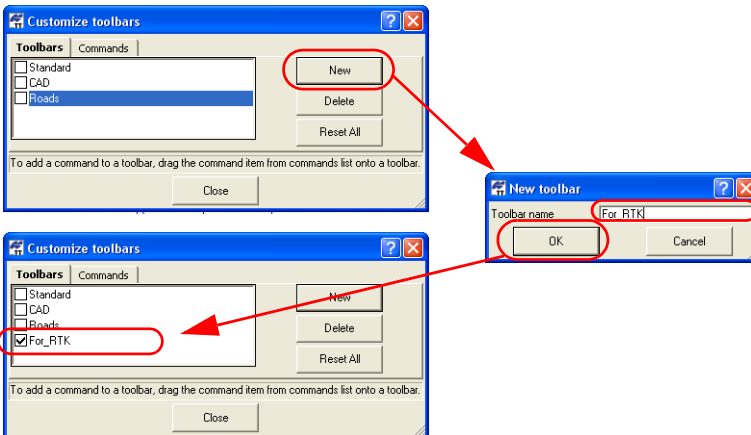 Customize toolbars
Toolbars Commands
Standard
CAD
Roads
New
Delete
Reset All
To add a command to a toolbar, drag the command item from commands list onto a toolbar.
Close
New toolbar
Toolbar name For_RTK
OK Cancel
Customize toolbars
Toolbars Commands
Standard
CAD
Roads
For_RTK
New
Delete
Reset All
To add a command to a toolbar, drag the command item from commands list onto a toolbar.
Close